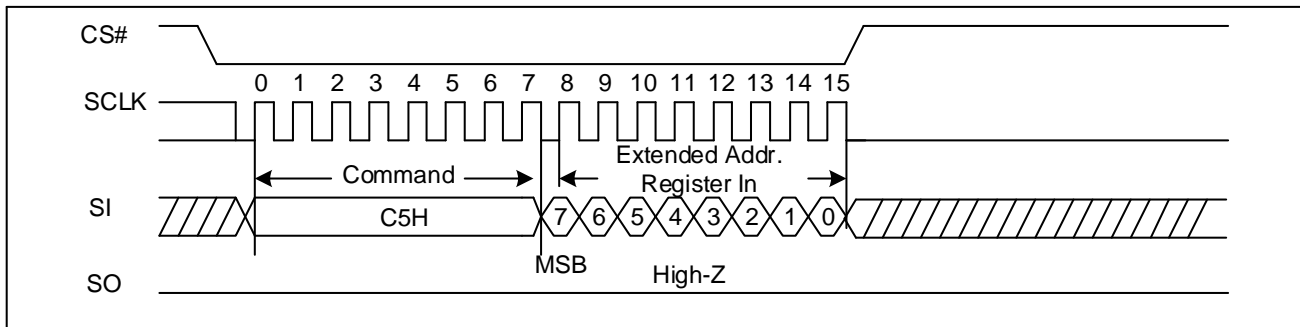 CS#
0 1 2 3 4 5 6 7 8 9 10 11 12 13 14 15
SCLK
Command
Extended Addr.
Register In
SI
C5H
7 6 5 4 3 2 1 0
MSB
High-Z
SO